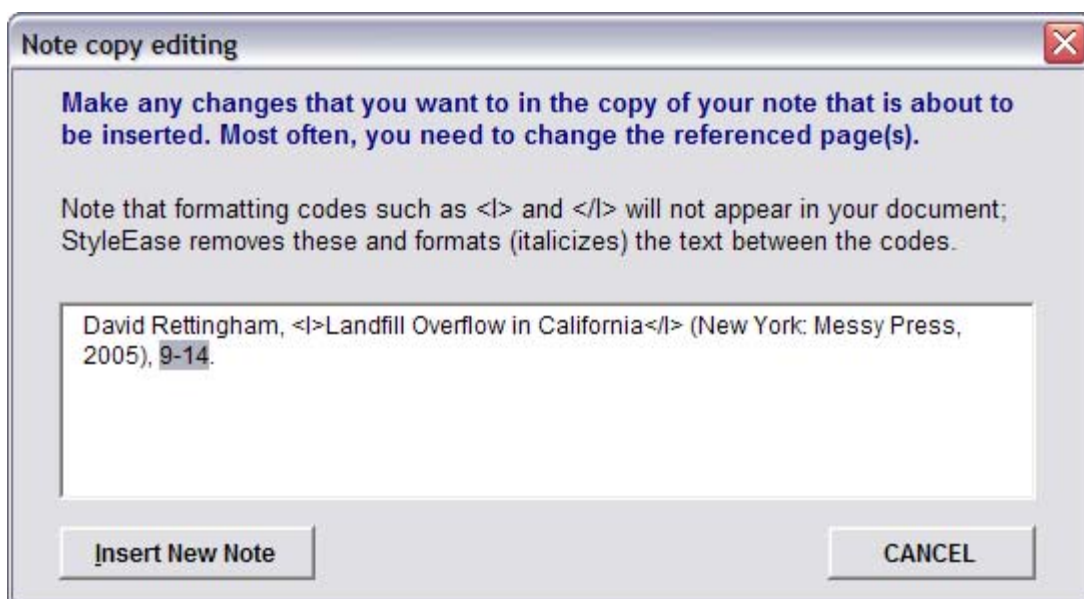 Note copy editing
Make any changes that you want to in the copy of your note that is about to
be inserted. Most often, you need to change the referenced page(s).
Note that formatting codes such as <I> and </I> will not appear in your document;
StyleEase removes these and formats (italicizes) the text between the codes.
David Rettingham, <I>Landfill Overflow in California</I> (New York: Messy Press,
2005), 9-14.
Insert New Note
CANCEL